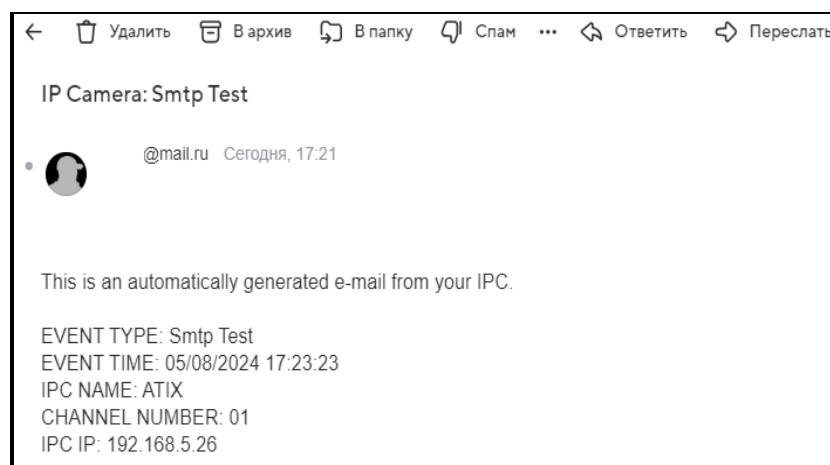 Удалить В архив В папку Спам ••• Ответить Переслать
IP Camera: Smtp Test
@mail.ru Сегодня, 17:21
This is an automatically generated e-mail from your IPC.
EVENT TYPE: Smtp Test
EVENT TIME: 05/08/2024 17:23:23
IPC NAME: ATIX
CHANNEL NUMBER: 01
IPC IP: 192.168.5.26